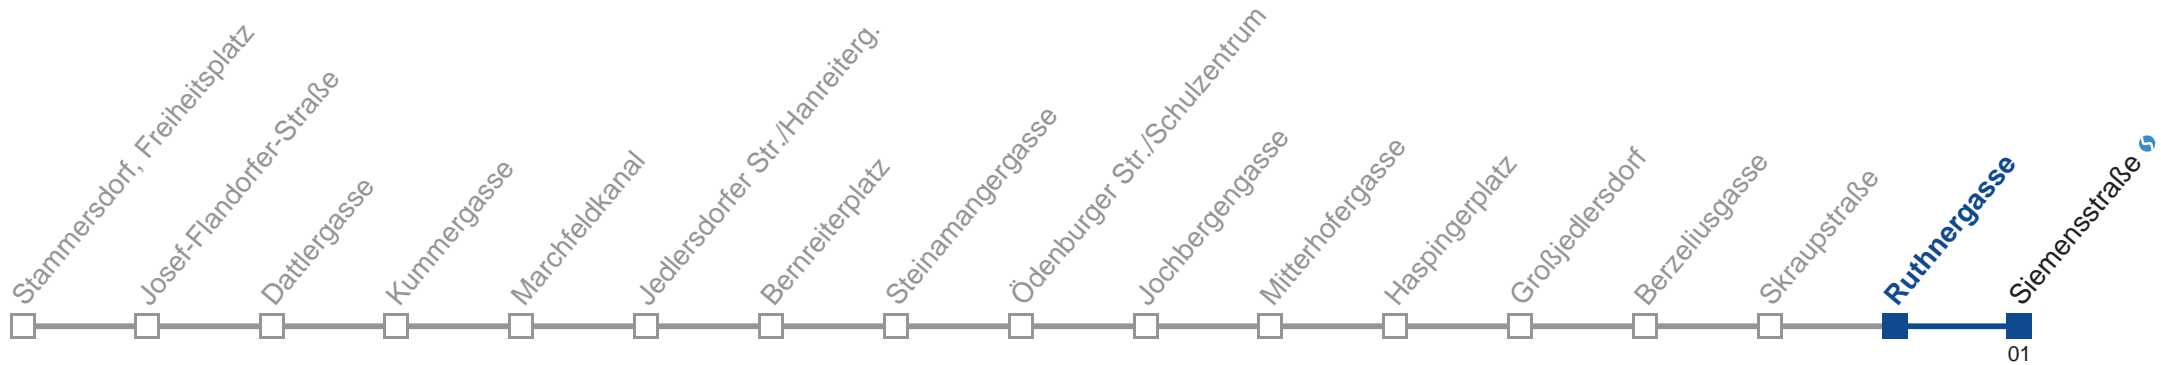 Stammersdorf, Freiheitsplatz
Josef-Flandorfer-Straße
Dattlergasse
Kummergasse
Marchfeldkanal
Jedlersdorfer Str./Hanreiterg.
Bernreiterplatz
Steinamangergasse
Ödenburger Str./Schulzentrum
Jochbergengasse
Mitterhofergasse
Haspingerplatz
Großjedlersdorf
Berzeliusgasse
Skraupstraße
Ruthnergasse
Siemensstraße
01